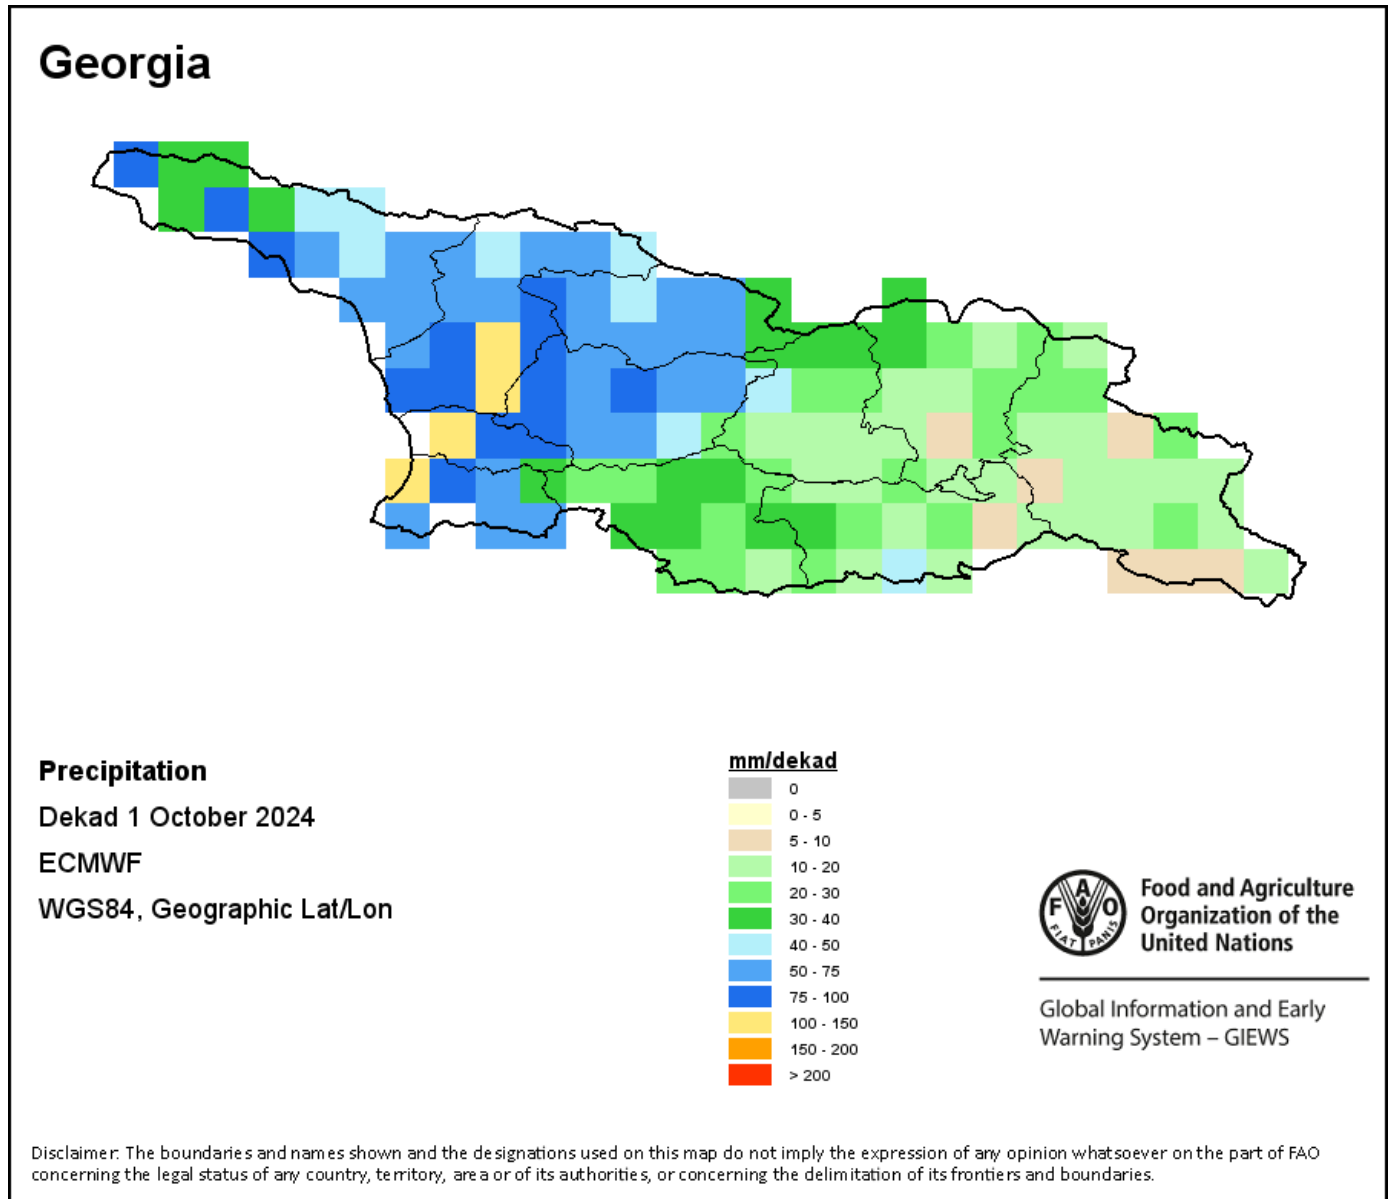 Georgia
Precipitation
Dekad 1 October 2024
ECMWF
WGS84, Geographic Lat/Lon
mm/dekad
0
0 - 5
5 - 10
10 - 20
20 - 30
30 - 40
40 - 50
50 - 75
75 - 100
100 - 150
150 - 200
> 200
F A O
FIAT PANIS
Food and Agriculture
Organization of the
United Nations
Global Information and Early
Warning System – GIEWS
Disclaimer: The boundaries and names shown and the designations used on this map do not imply the expression of any opinion whatsoever on the part of FAO
concerning the legal status of any country, territory, area or of its authorities, or concerning the delimitation of its frontiers and boundaries.